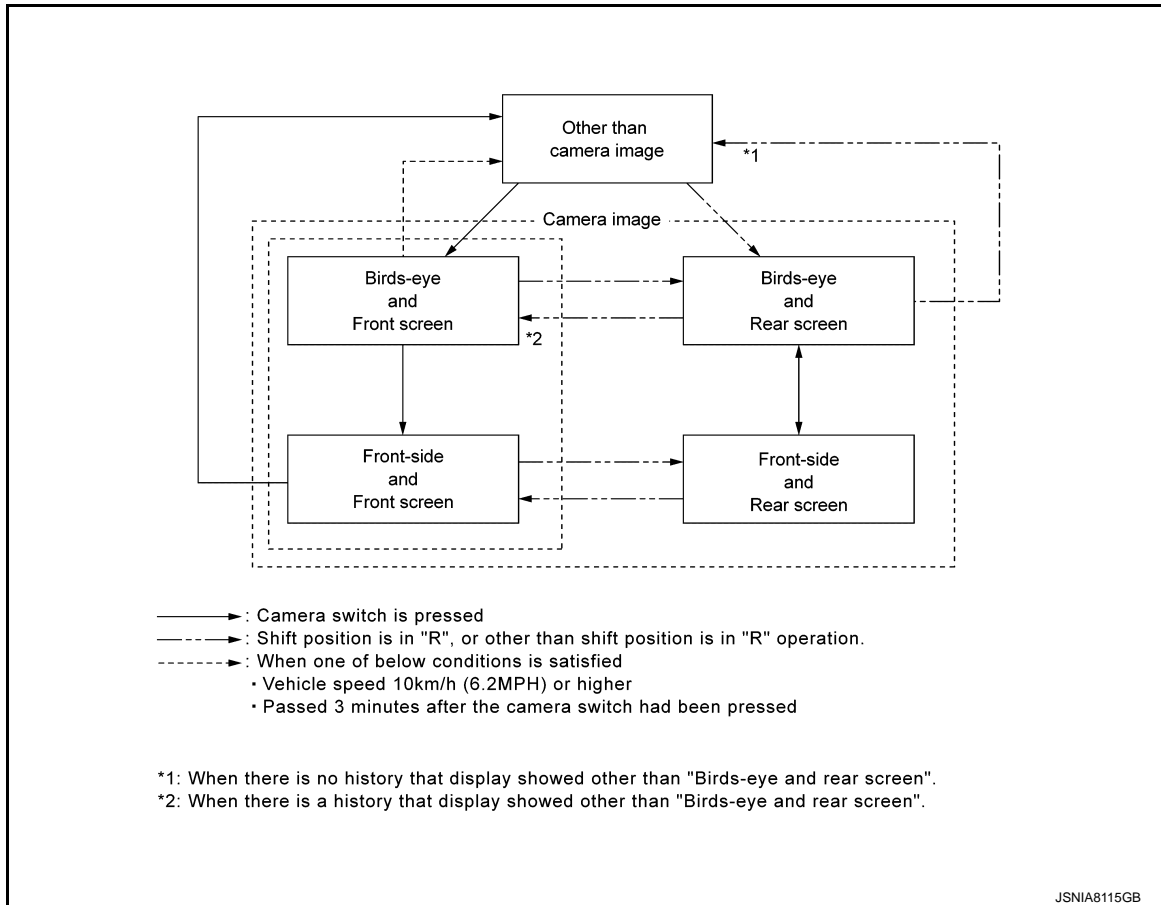 Other than
camera image
*1
Camera image
Birds-eye
and
Front screen
Birds-eye
and
Rear screen
*2
Front-side
and
Front screen
Front-side
and
Rear screen
: Camera switch is pressed
: Shift position is in "R", or other than shift position is in "R" operation.
: When one of below conditions is satisfied
・Vehicle speed 10km/h (6.2MPH) or higher
・Passed 3 minutes after the camera switch had been pressed
*1: When there is no history that display showed other than "Birds-eye and rear screen".
*2: When there is a history that display showed other than "Birds-eye and rear screen".
JSNIA8115GB